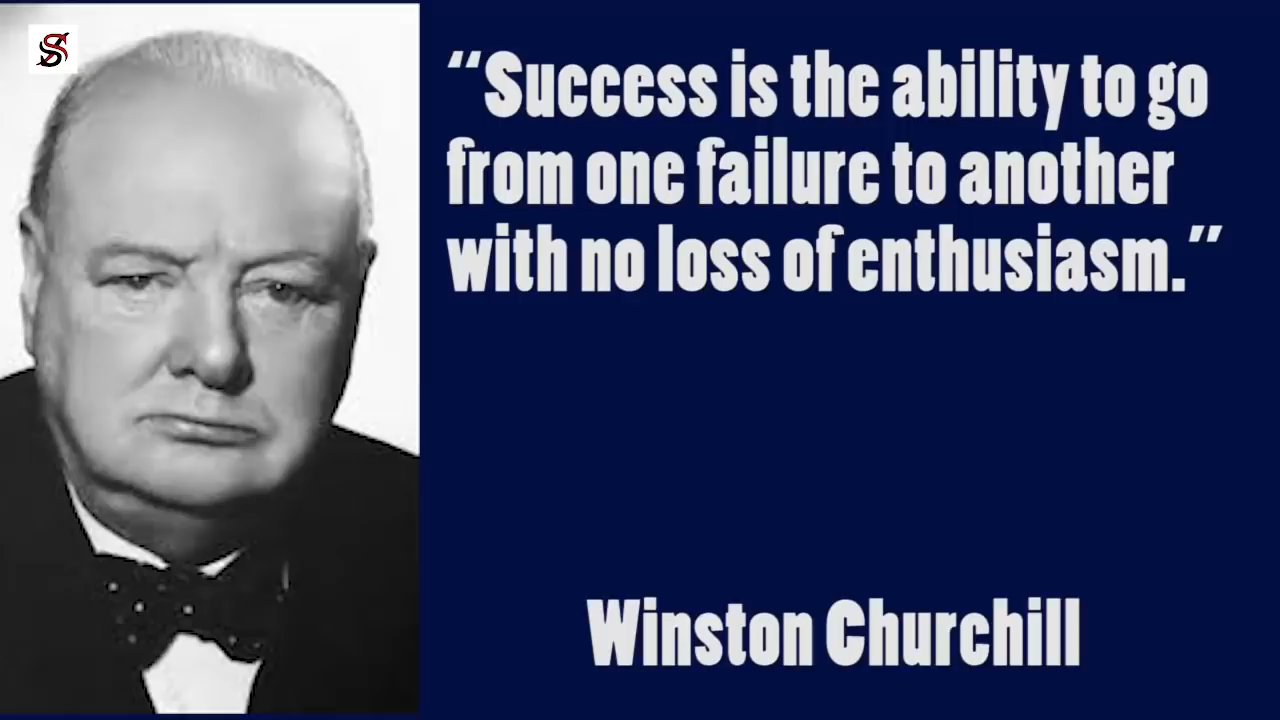 “Success is the ability to go
from one failure to another
with no loss of enthusiasm.”
Winston Churchill